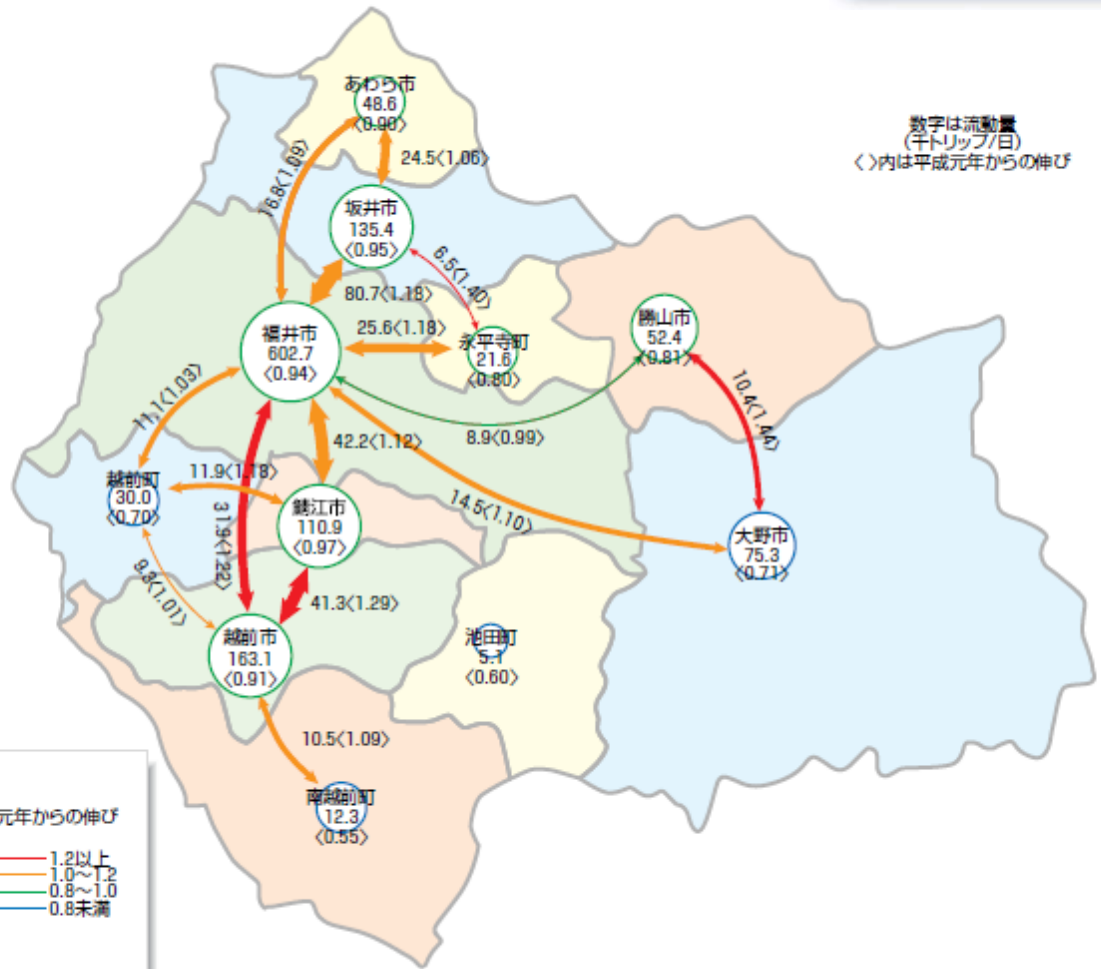 あわら市
48.6
〈0.90〉
数字は流動量
(千トリップ/日)
〈 〉内は平成元年からの伸び
24.5〈1.06〉
16.8〈1.09〉
坂井市
135.4
〈0.95〉
6.5〈1.40〉
80.7〈1.18〉
25.6〈1.18〉
福井市
602.7
〈0.94〉
永平寺町
21.6
〈0.80〉
勝山市
52.4
〈0.81〉
10.4〈1.44〉
11.1〈1.03〉
8.9〈0.99〉
42.2〈1.12〉
越前町
30.0
〈0.70〉
11.9〈1.18〉
14.5〈1.10〉
31.9〈1.22〉
鯖江市
110.9
〈0.97〉
大野市
75.3
〈0.71〉
9.3〈1.01〉
41.3〈1.29〉
越前市
163.1
〈0.91〉
池田町
5.1
〈0.60〉
10.5〈1.09〉
南越前町
12.3
〈0.55〉
元年からの伸び
1.2以上
1.0～1.2
0.8～1.0
0.8未満